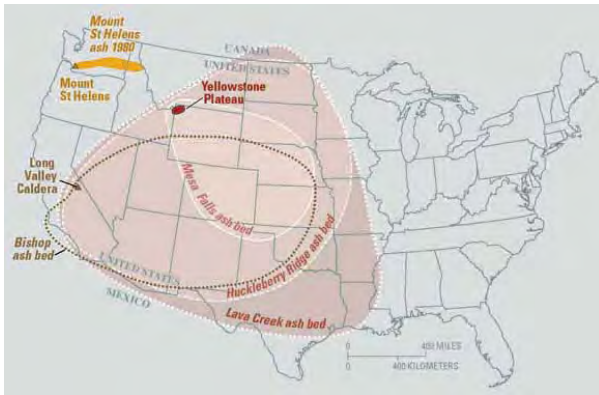 Mount
St Helens
ash 1980
CANADA
UNITED STATES
Mount
St Helens
Yellowstone
Plateau
Long
Valley
Caldera
Mesa Falls ash bed
Bishop
ash bed
UNITED STATES
MEXICO
Huckleberry Ridge ash bed
Lava Creek ash bed
0 400 MILES
0 400 KILOMETERS